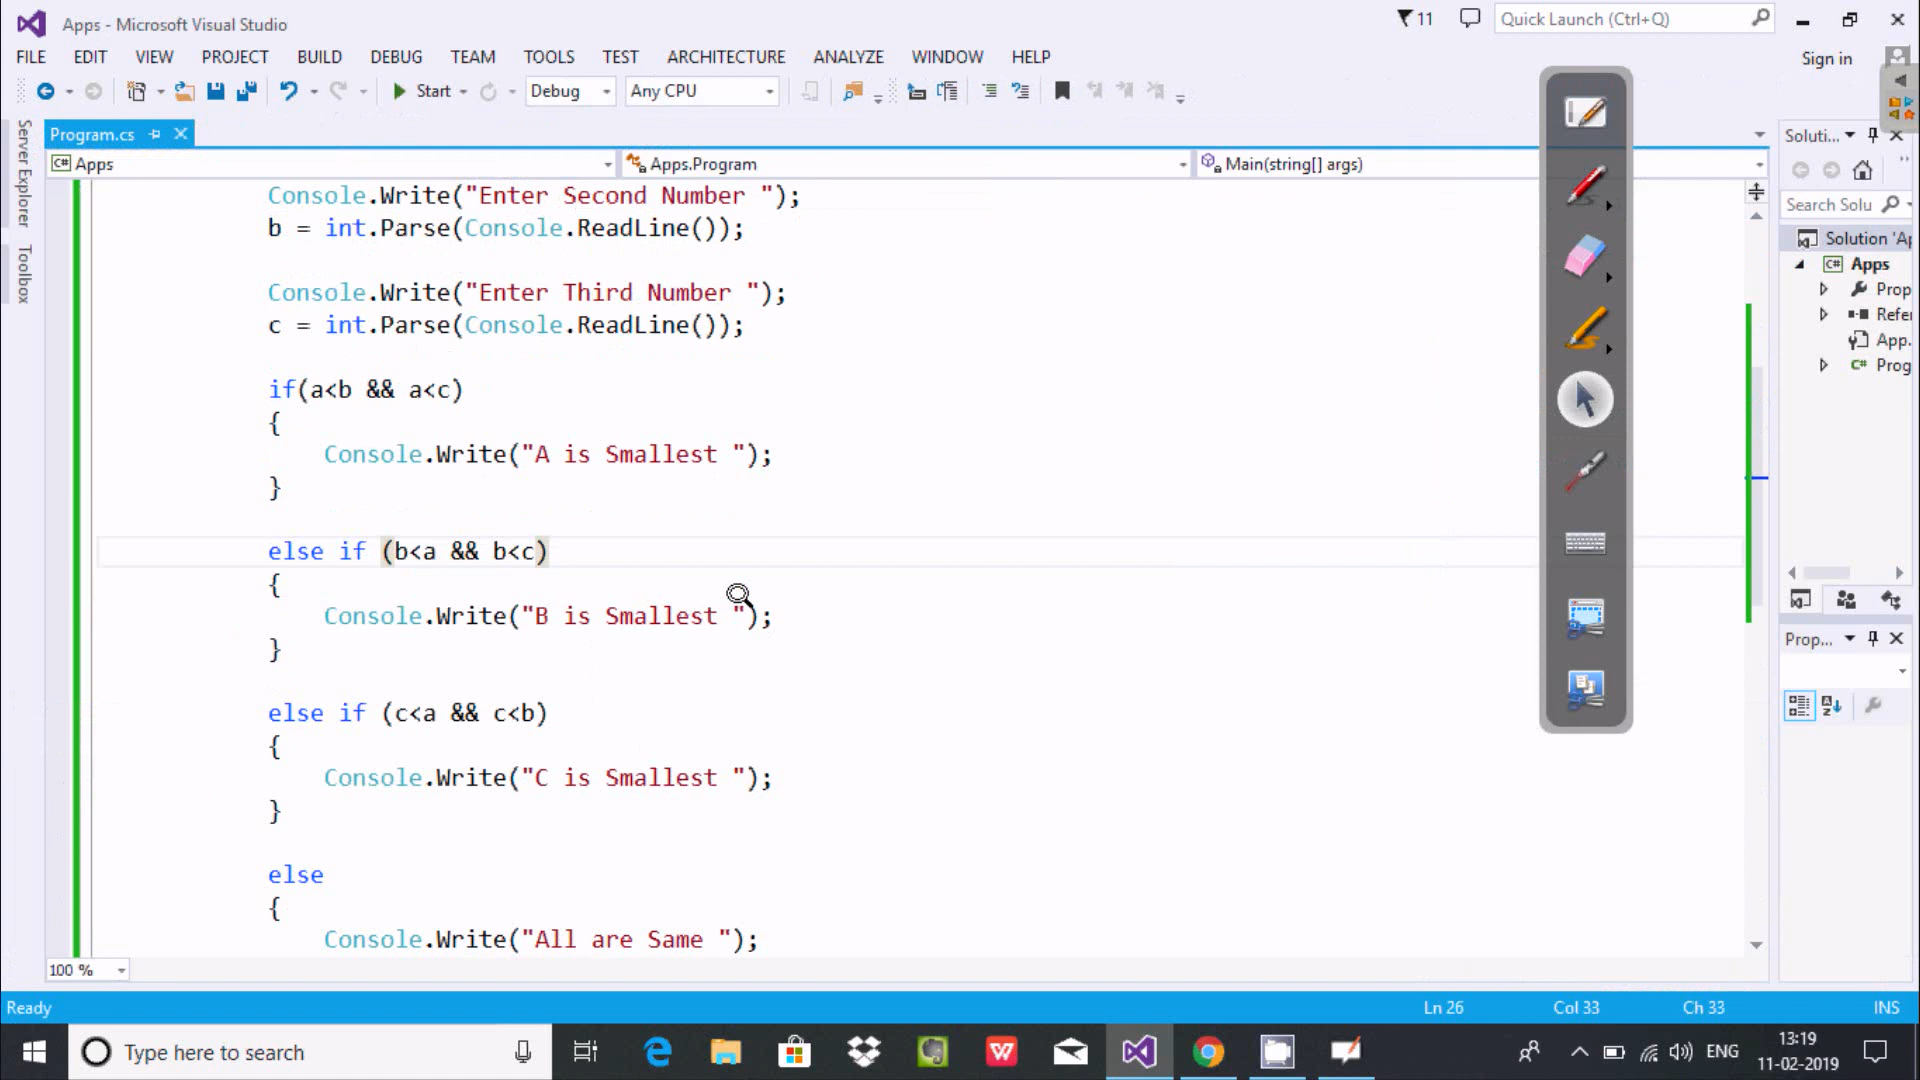 Apps - Microsoft Visual Studio
11
Quick Launch (Ctrl+Q)
FILE EDIT VIEW PROJECT BUILD DEBUG TEAM TOOLS TEST ARCHITECTURE ANALYZE WINDOW HELP
Sign in
Start Debug Any CPU
Server Explorer
Toolbox
Program.cs
C# Apps
Apps.Program
Main(string[] args)
Console.Write("Enter Second Number ");
b = int.Parse(Console.ReadLine());
Console.Write("Enter Third Number ");
c = int.Parse(Console.ReadLine());
if(a<b && a<c)
{
Console.Write("A is Smallest ");
}
else if (b<a && b<c)
{
Console.Write("B is Smallest ");
}
else if (c<a && c<b)
{
Console.Write("C is Smallest ");
}
else
{
Console.Write("All are Same ");
100 %
Soluti...
Search Solu
Solution 'Ap
C# Apps
Prop
Refer
App.
C# Prog
Prop...
Ready
Ln 26 Col 33 Ch 33 INS
Type here to search
ENG
13:19
11-02-2019